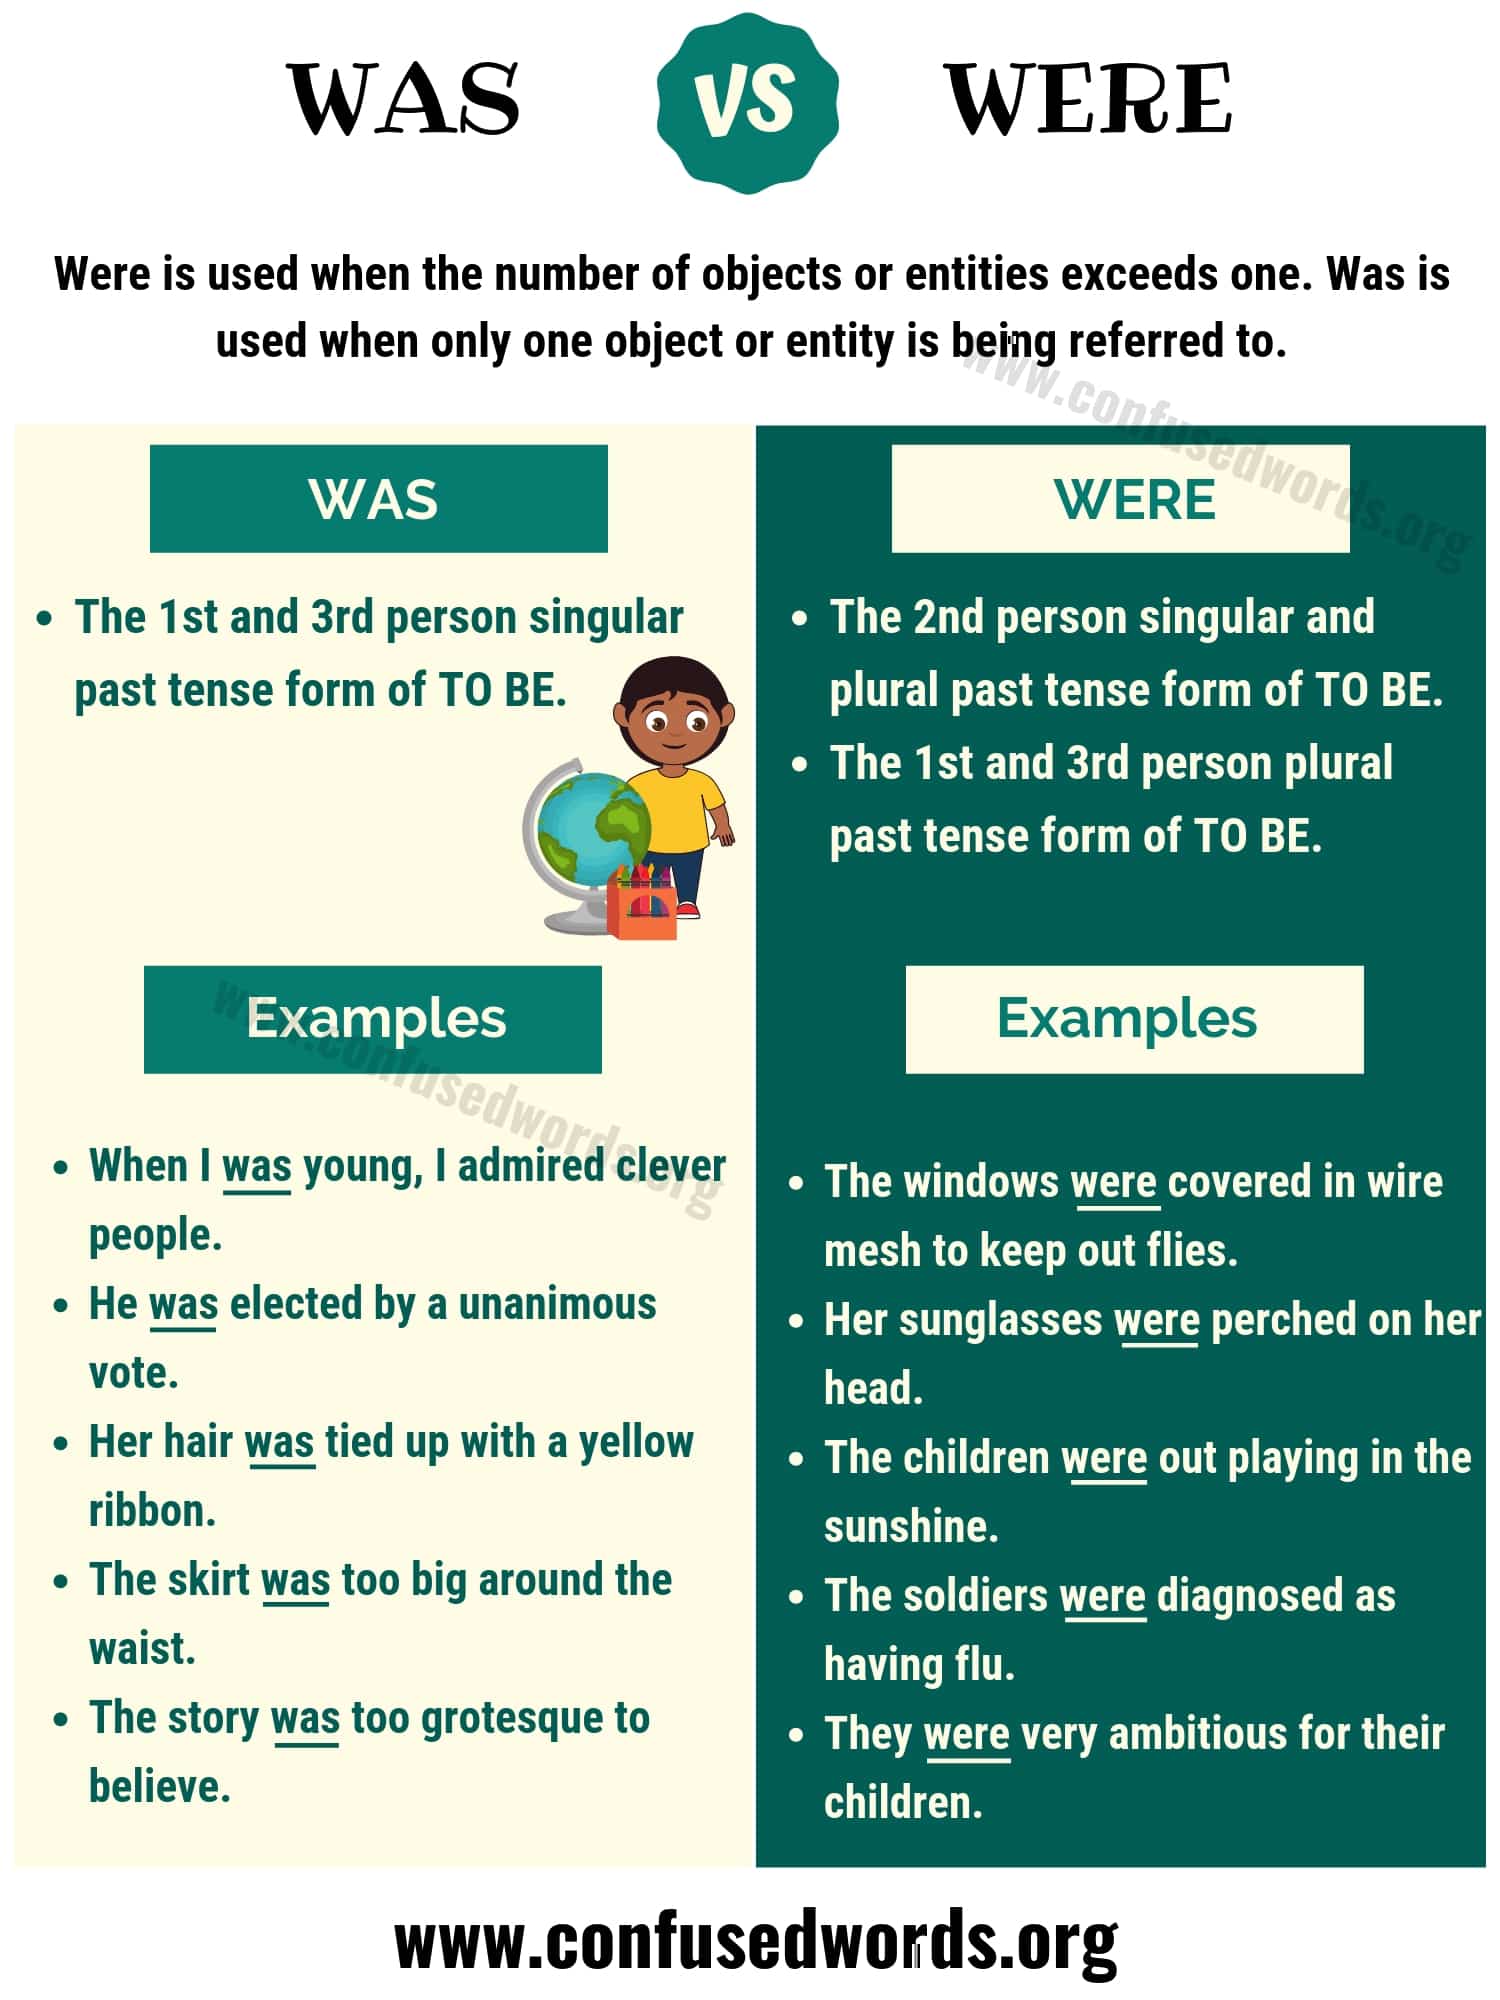 WAS VS WERE
Were is used when the number of objects or entities exceeds one. Was is
used when only one object or entity is being referred to.
www.confusedwords.org
WAS
• The 1st and 3rd person singular
past tense form of TO BE.
Examples
www.confusedwords.org
• When I was young, I admired clever
people.
• He was elected by a unanimous
vote.
• Her hair was tied up with a yellow
ribbon.
• The skirt was too big around the
waist.
• The story was too grotesque to
believe.
WERE
• The 2nd person singular and
plural past tense form of TO BE.
• The 1st and 3rd person plural
past tense form of TO BE.
Examples
• The windows were covered in wire
mesh to keep out flies.
• Her sunglasses were perched on her
head.
• The children were out playing in the
sunshine.
• The soldiers were diagnosed as
having flu.
• They were very ambitious for their
children.
www.confusedwords.org